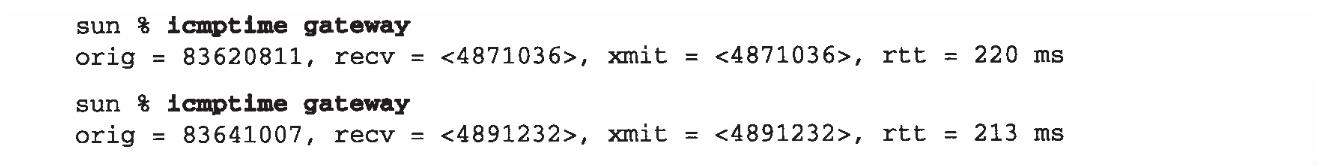 sun % icmptime gateway
orig = 83620811, recv = <4871036>, xmit = <4871036>, rtt = 220 ms
sun % icmptime gateway
orig = 83641007, recv = <4891232>, xmit = <4891232>, rtt = 213 ms